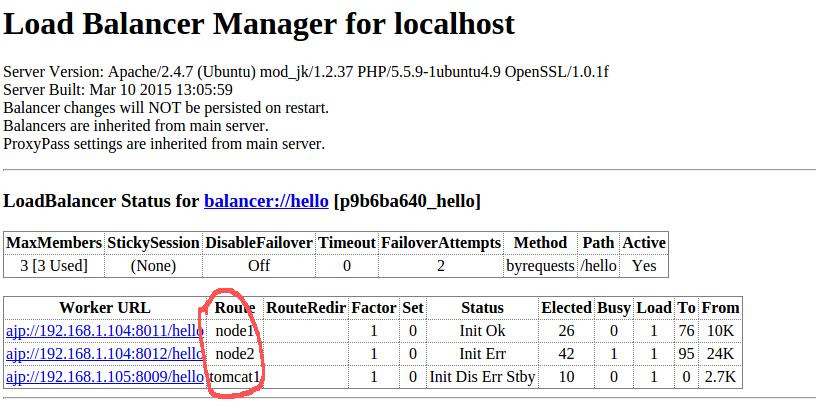 Load Balancer Manager for localhost
Server Version: Apache/2.4.7 (Ubuntu) mod_jk/1.2.37 PHP/5.5.9-1ubuntu4.9 OpenSSL/1.0.1f
Server Built: Mar 10 2015 13:05:59
Balancer changes will NOT be persisted on restart.
Balancers are inherited from main server.
ProxyPass settings are inherited from main server.
LoadBalancer Status for balancer://hello [p9b6ba640_hello]
MaxMembers StickySession DisableFailover Timeout FailoverAttempts Method Path Active
3 [3 Used] (None) Off 0 2 byrequests /hello Yes
Worker URL Route RouteRedir Factor Set Status Elected Busy Load To From
ajp://192.168.1.104:8011/hello node1 1 0 Init Ok 26 0 1 76 10K
ajp://192.168.1.104:8012/hello node2 1 0 Init Err 42 1 1 95 24K
ajp://192.168.1.105:8009/hello tomcat1 1 0 Init Dis Err Stby 10 0 1 0 2.7K